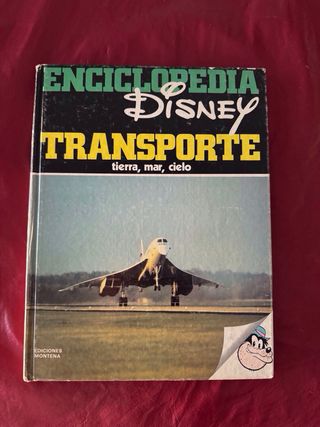 ENCICLOPEDIA
DISNEY
TRANSPORTE
tierra, mar, cielo
EDICIONES
MONTENA